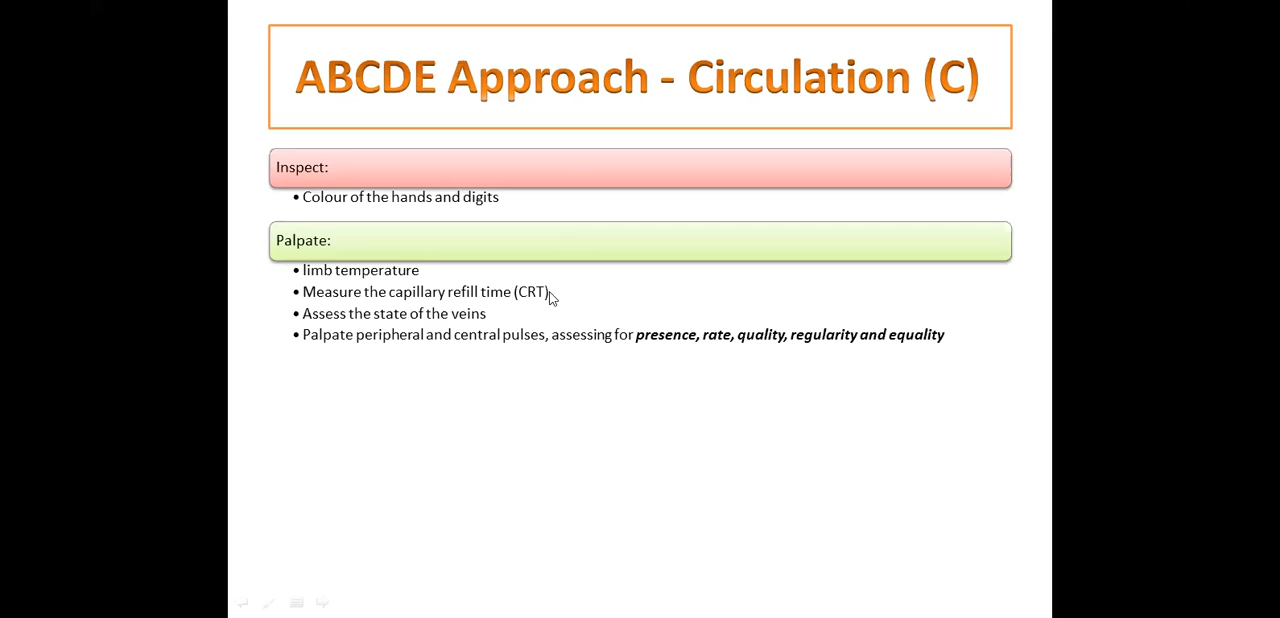 ABCDE Approach - Circulation (C)
Inspect:
• Colour of the hands and digits
Palpate:
• limb temperature
• Measure the capillary refill time (CRT)
• Assess the state of the veins
• Palpate peripheral and central pulses, assessing for presence, rate, quality, regularity and equality